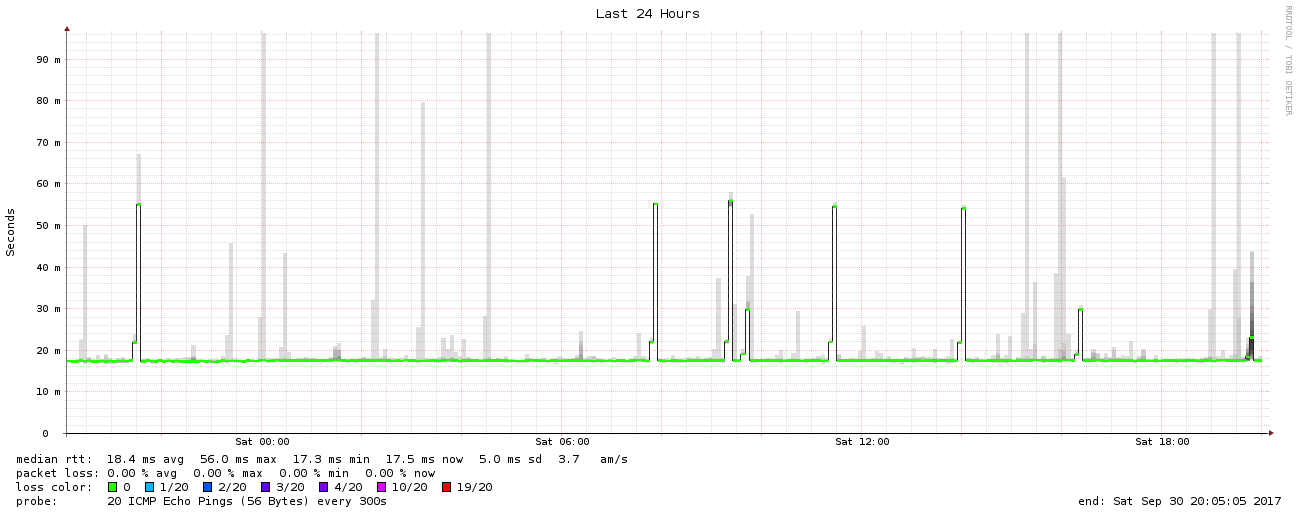 Last 24 Hours
RRDTOOL / TOBI OETIKER
Seconds
90 m
80 m
70 m
60 m
50 m
40 m
30 m
20 m
10 m
0
Sat 00:00 Sat 06:00 Sat 12:00 Sat 18:00
median rtt: 18.4 ms avg 56.0 ms max 17.3 ms min 17.5 ms now 5.0 ms sd 3.7 am/s
packet loss: 0.00 % avg 0.00 % max 0.00 % min 0.00 % now
loss color: 0 1/20 2/20 3/20 4/20 10/20 19/20
probe: 20 ICMP Echo Pings (56 Bytes) every 300s end: Sat Sep 30 20:05:05 2017